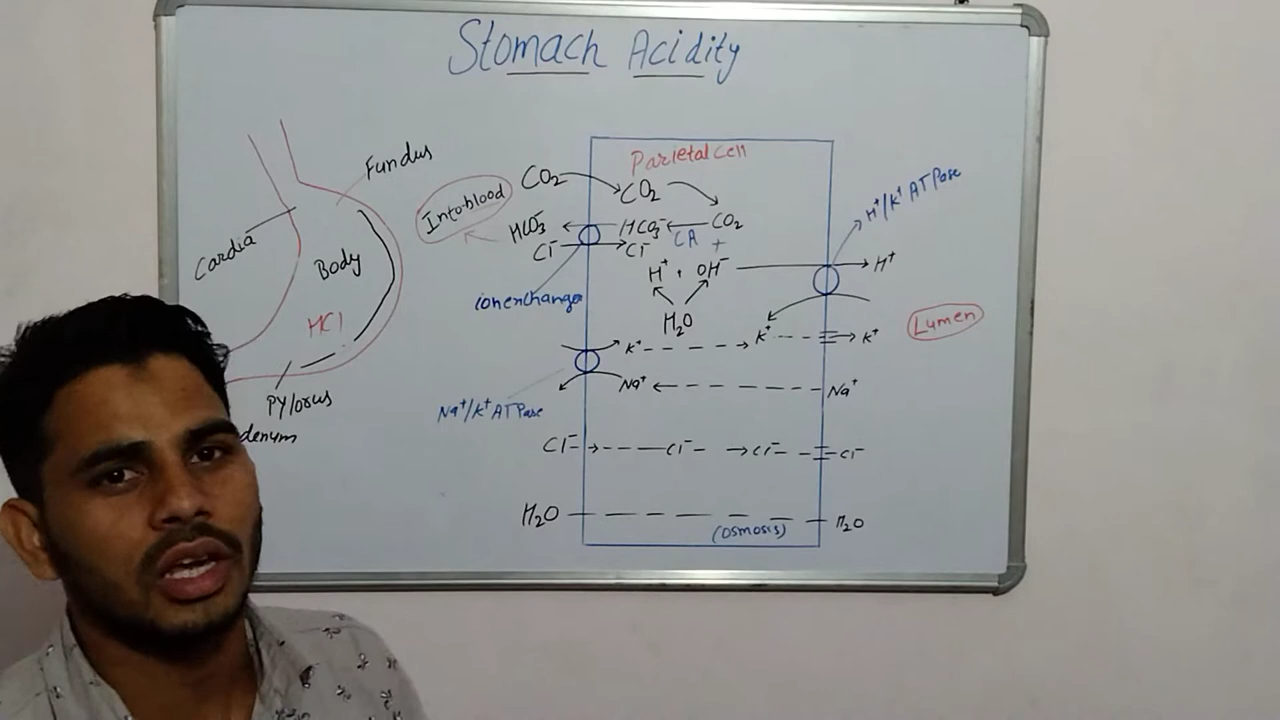 Stomach Acidity
Fundus
Cardia
Body
HCl
Pylorus
denum
Into blood
Parietal cell
CO2 CO2
HCO3- HCO3- CO2
Cl- Cl- CA +
H+ + OH-
H2O
ion exchanger
H+/K+ ATPase
H+
Lumen
K+ K+ K+
Na+ Na+
Na+/K+ ATPase
Cl- Cl- Cl- Cl-
H2O (osmosis) H2O